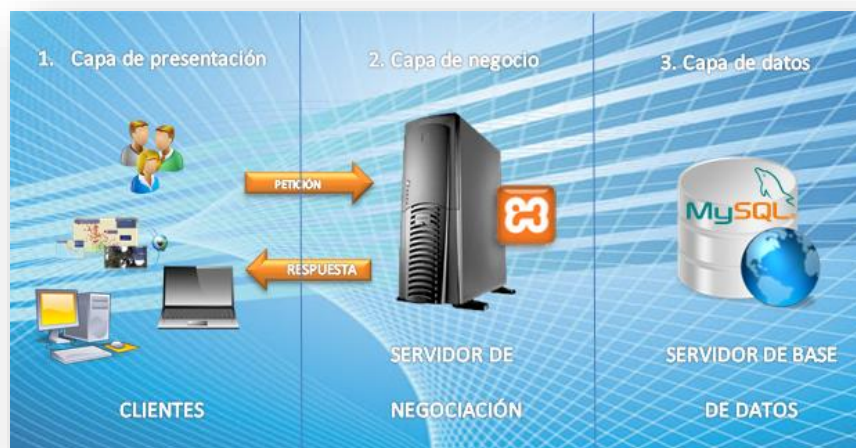 1. Capa de presentación
2. Capa de negocio
3. Capa de datos
PETICIÓN
RESPUESTA
MySQL
SERVIDOR DE
SERVIDOR DE BASE
CLIENTES
NEGOCIACIÓN
DE DATOS